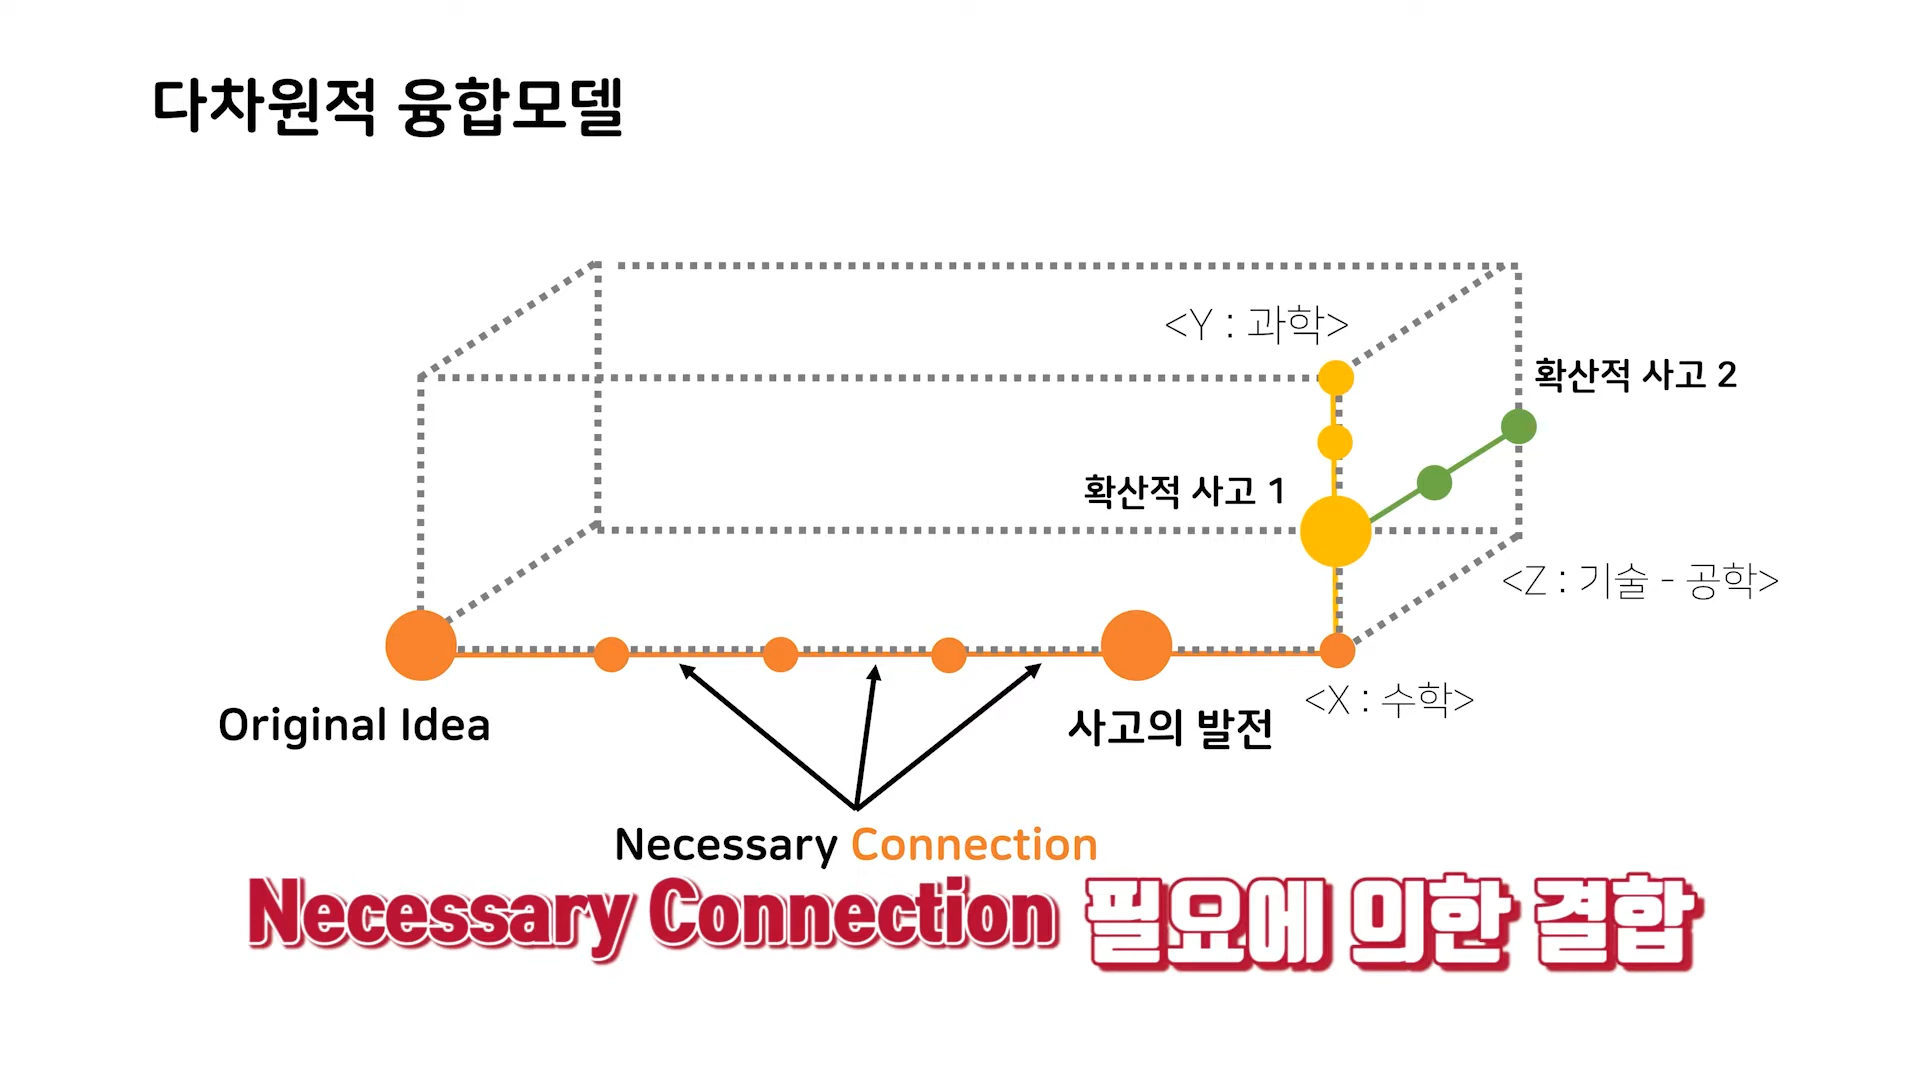 다차원적 융합모델
<Y : 과학>
확산적 사고 2
확산적 사고 1
<Z : 기술 - 공학>
<X : 수학>
Original Idea
사고의 발전
Necessary Connection
Necessary Connection 필요에 의한 결합